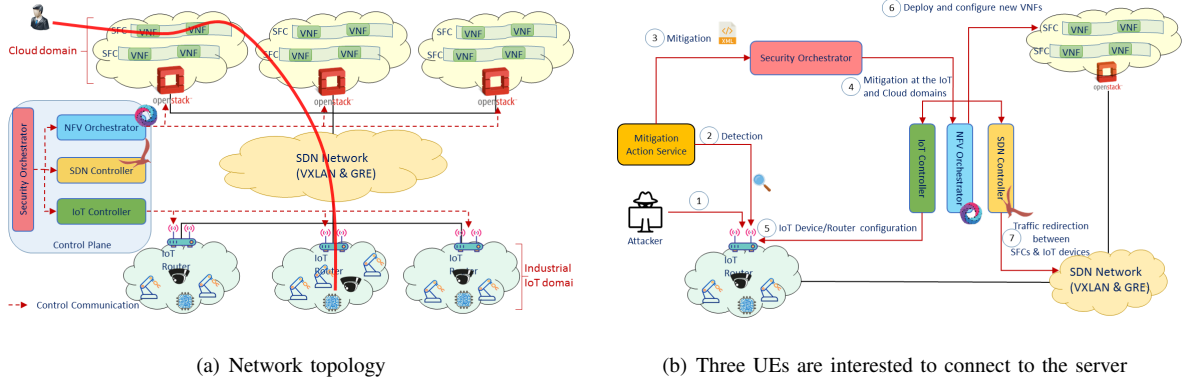 SFC VNF VNF
SFC VNF VNF
openstack
SFC VNF VNF
SFC VNF VNF
openstack
SFC VNF VNF
SFC VNF VNF
openstack
Cloud domain
Security Orchestrator
NFV Orchestrator
SDN Controller
IoT Controller
Control Plane
SDN Network
(VXLAN & GRE)
IoT
Router
IoT
Router
IoT
Router
Industrial
IoT domai
Control Communication
(a) Network topology
6 Deploy and configure new VNFs
SFC VNF VNF
SFC VNF VNF
openstack
3 Mitigation
XML
Security Orchestrator
4 Mitigation at the IoT
and Cloud domains
2 Detection
Mitigation
Action Service
IoT Controller
NFV Orchestrator
SDN Controller
1
Attacker
5 IoT Device/Router configuration
IoT
Router
7 Traffic redirection
between
SFCs & IoT devices
SDN Network
(VXLAN & GRE)
(b) Three UEs are interested to connect to the server